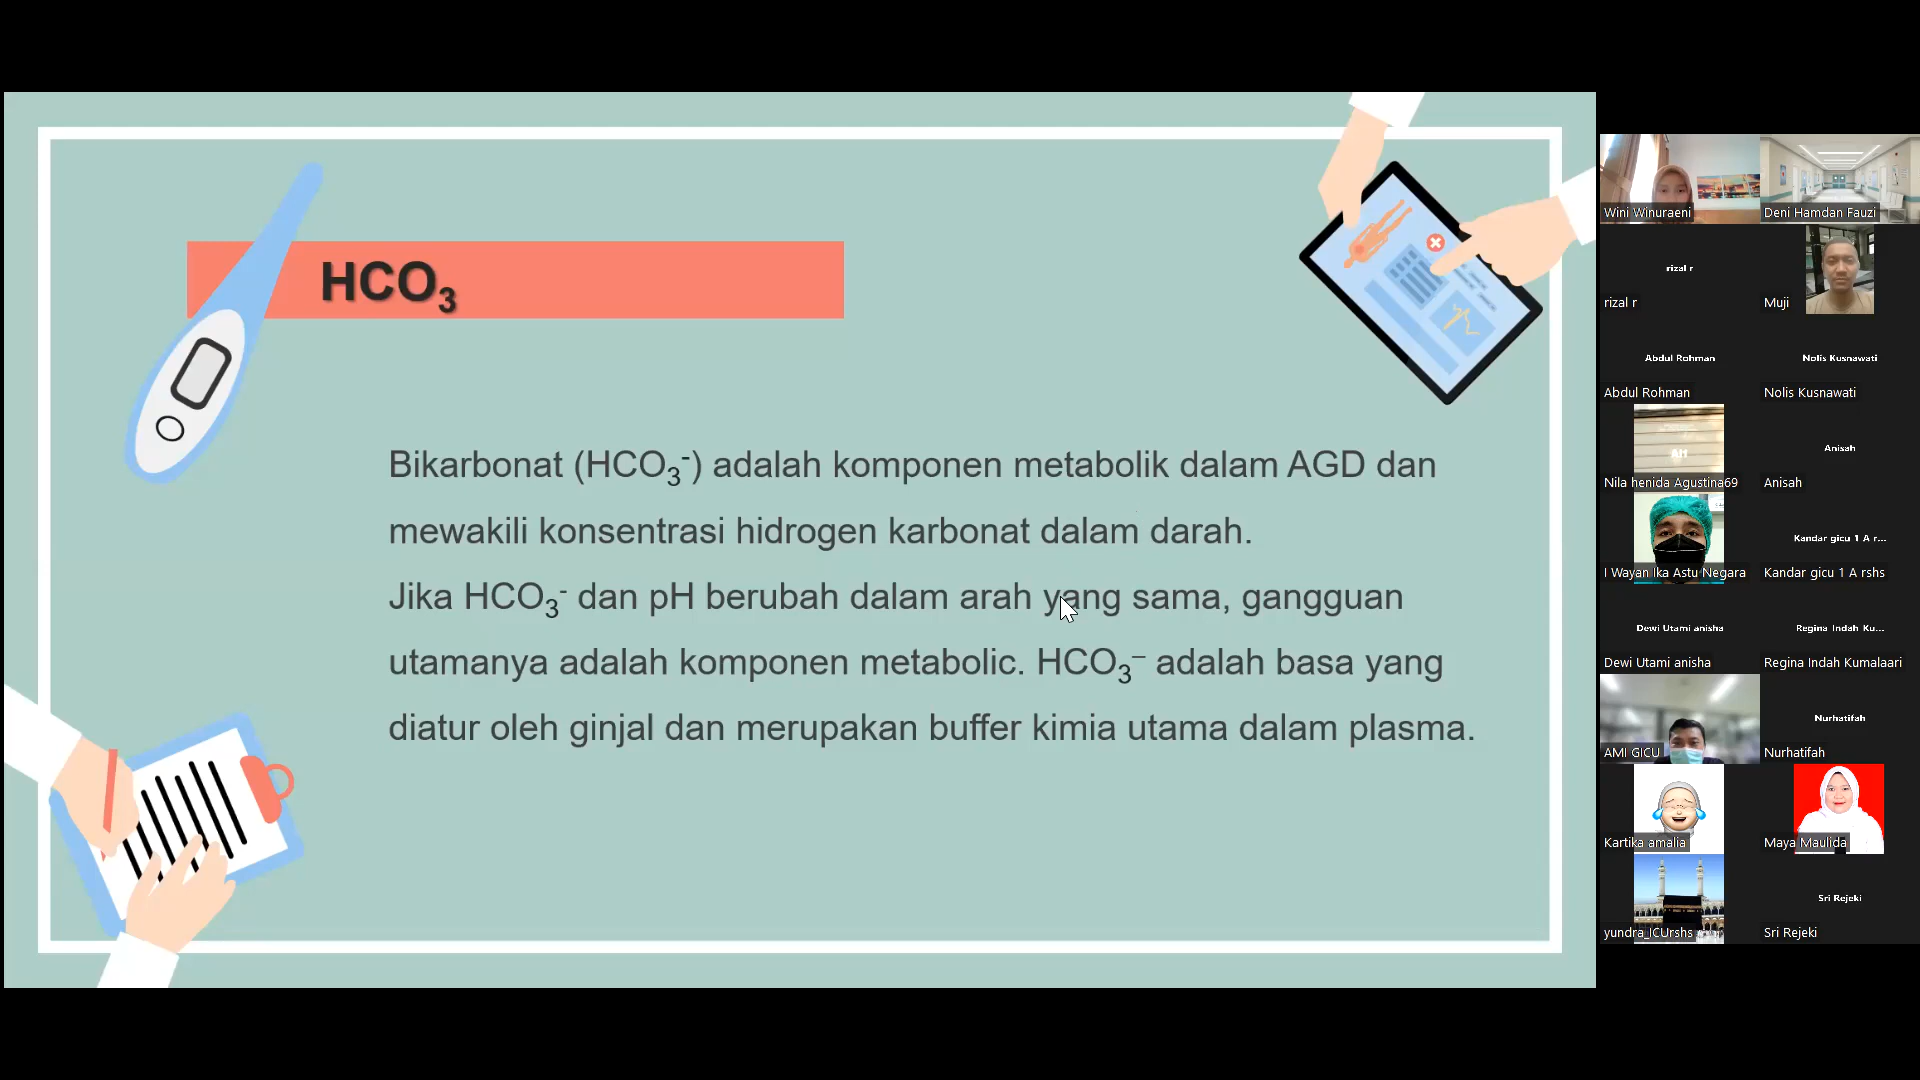 HCO₃
Bikarbonat (HCO₃⁻) adalah komponen metabolik dalam AGD dan
mewakili konsentrasi hidrogen karbonat dalam darah.
Jika HCO₃⁻ dan pH berubah dalam arah yang sama, gangguan
utamanya adalah komponen metabolic. HCO₃⁻ adalah basa yang
diatur oleh ginjal dan merupakan buffer kimia utama dalam plasma.
Wini Winuraeni
Deni Hamdan Fauzi
rizal r
rizal r
Muji
Abdul Rohman
Abdul Rohman
Nolis Kusnawati
Nolis Kusnawati
AH
Nila henida Agustina69
Anisah
Anisah
I Wayan Ika Astu Negara
Kandar gicu 1 A r...
Kandar gicu 1 A rshs
Dewi Utami anisha
Dewi Utami anisha
Regina Indah Ku...
Regina Indah Kumalaari
AMI GICU
Nurhatifah
Nurhatifah
Kartika amalia
Maya Maulida
yundra_ICUrshs
Sri Rejeki
Sri Rejeki